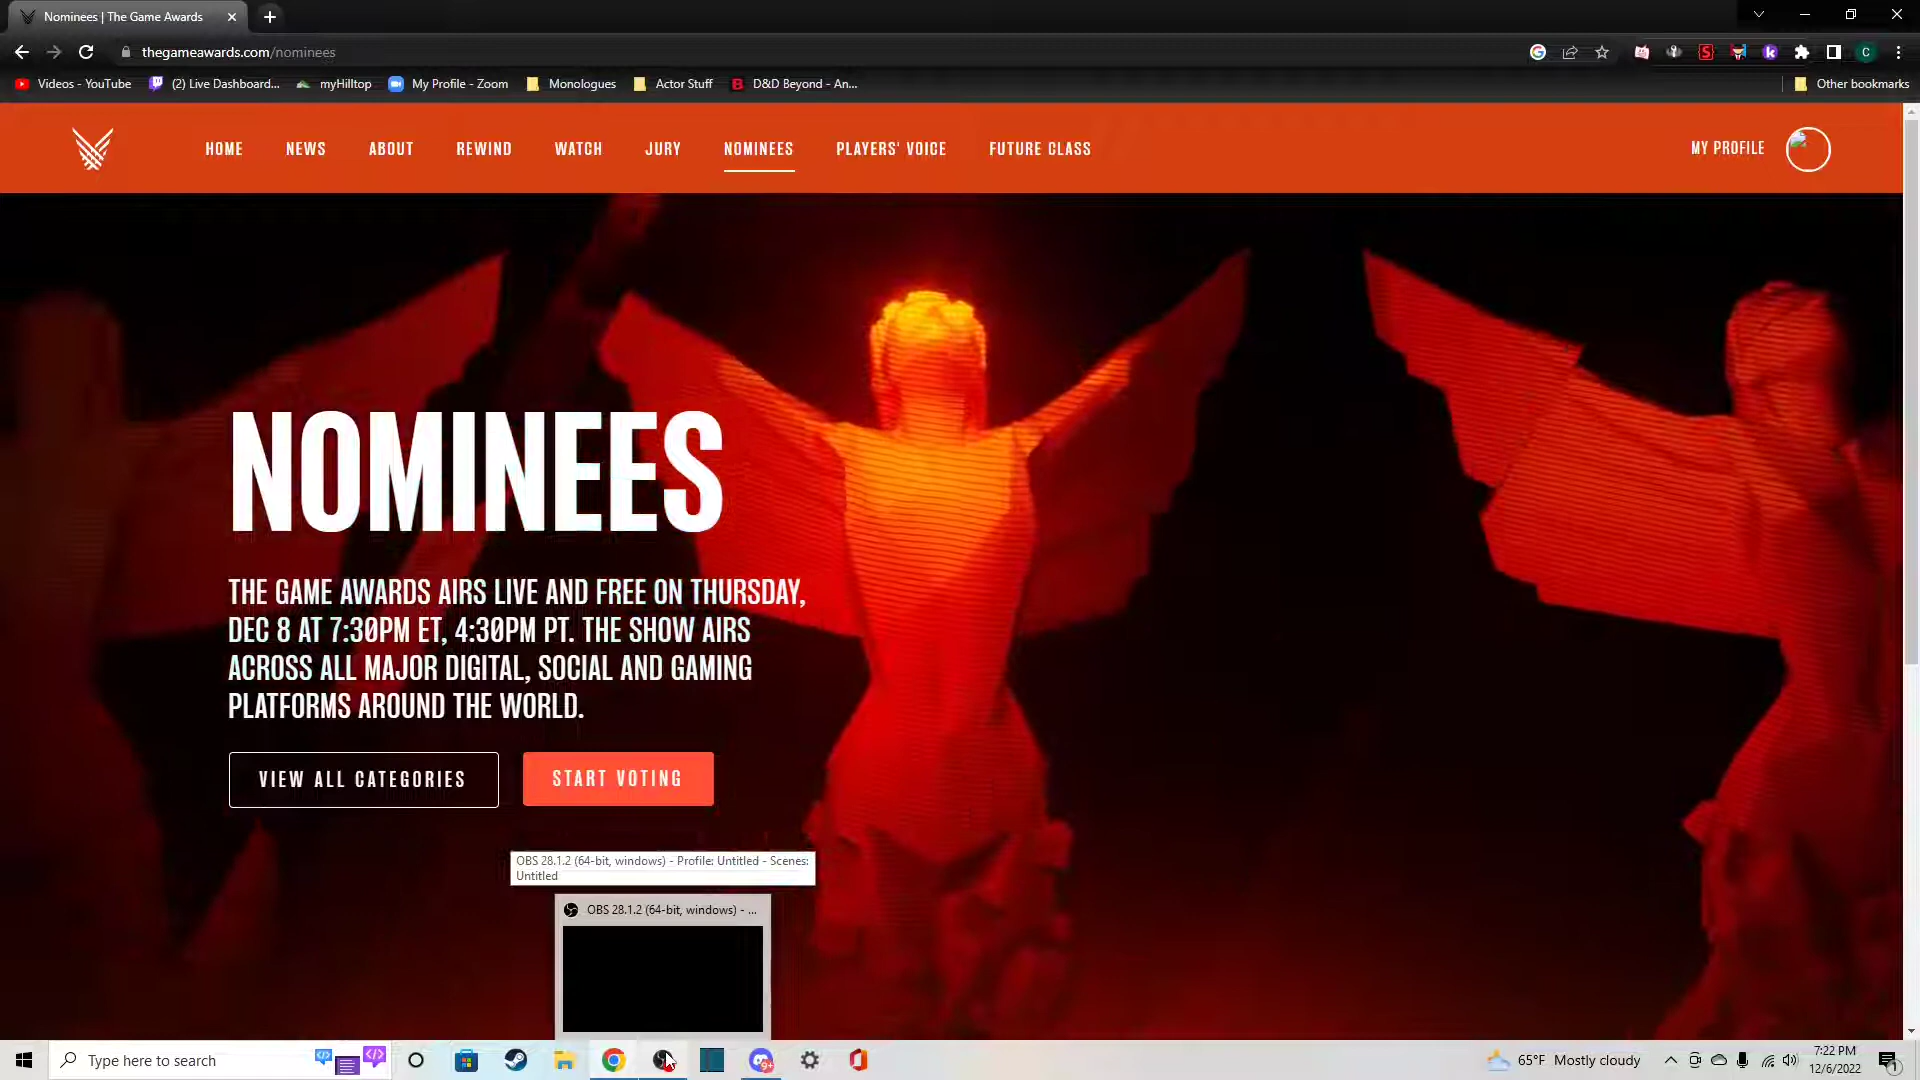 Nominees | The Game Awards
thegameawards.com/nominees
C
Videos - YouTube
(2) Live Dashboard...
myHilltop
My Profile - Zoom
Monologues
Actor Stuff
D&D Beyond - An...
Other bookmarks
HOME
NEWS
ABOUT
REWIND
WATCH
JURY
NOMINEES
PLAYERS' VOICE
FUTURE CLASS
MY PROFILE
NOMINEES
THE GAME AWARDS AIRS LIVE AND FREE ON THURSDAY,
DEC 8 AT 7:30PM ET, 4:30PM PT. THE SHOW AIRS
ACROSS ALL MAJOR DIGITAL, SOCIAL AND GAMING
PLATFORMS AROUND THE WORLD.
VIEW ALL CATEGORIES
START VOTING
OBS 28.1.2 (64-bit, windows) - Profile: Untitled - Scenes:
Untitled
OBS 28.1.2 (64-bit, windows) - ...
Type here to search
9+
65°F Mostly cloudy
7:22 PM
12/6/2022
1